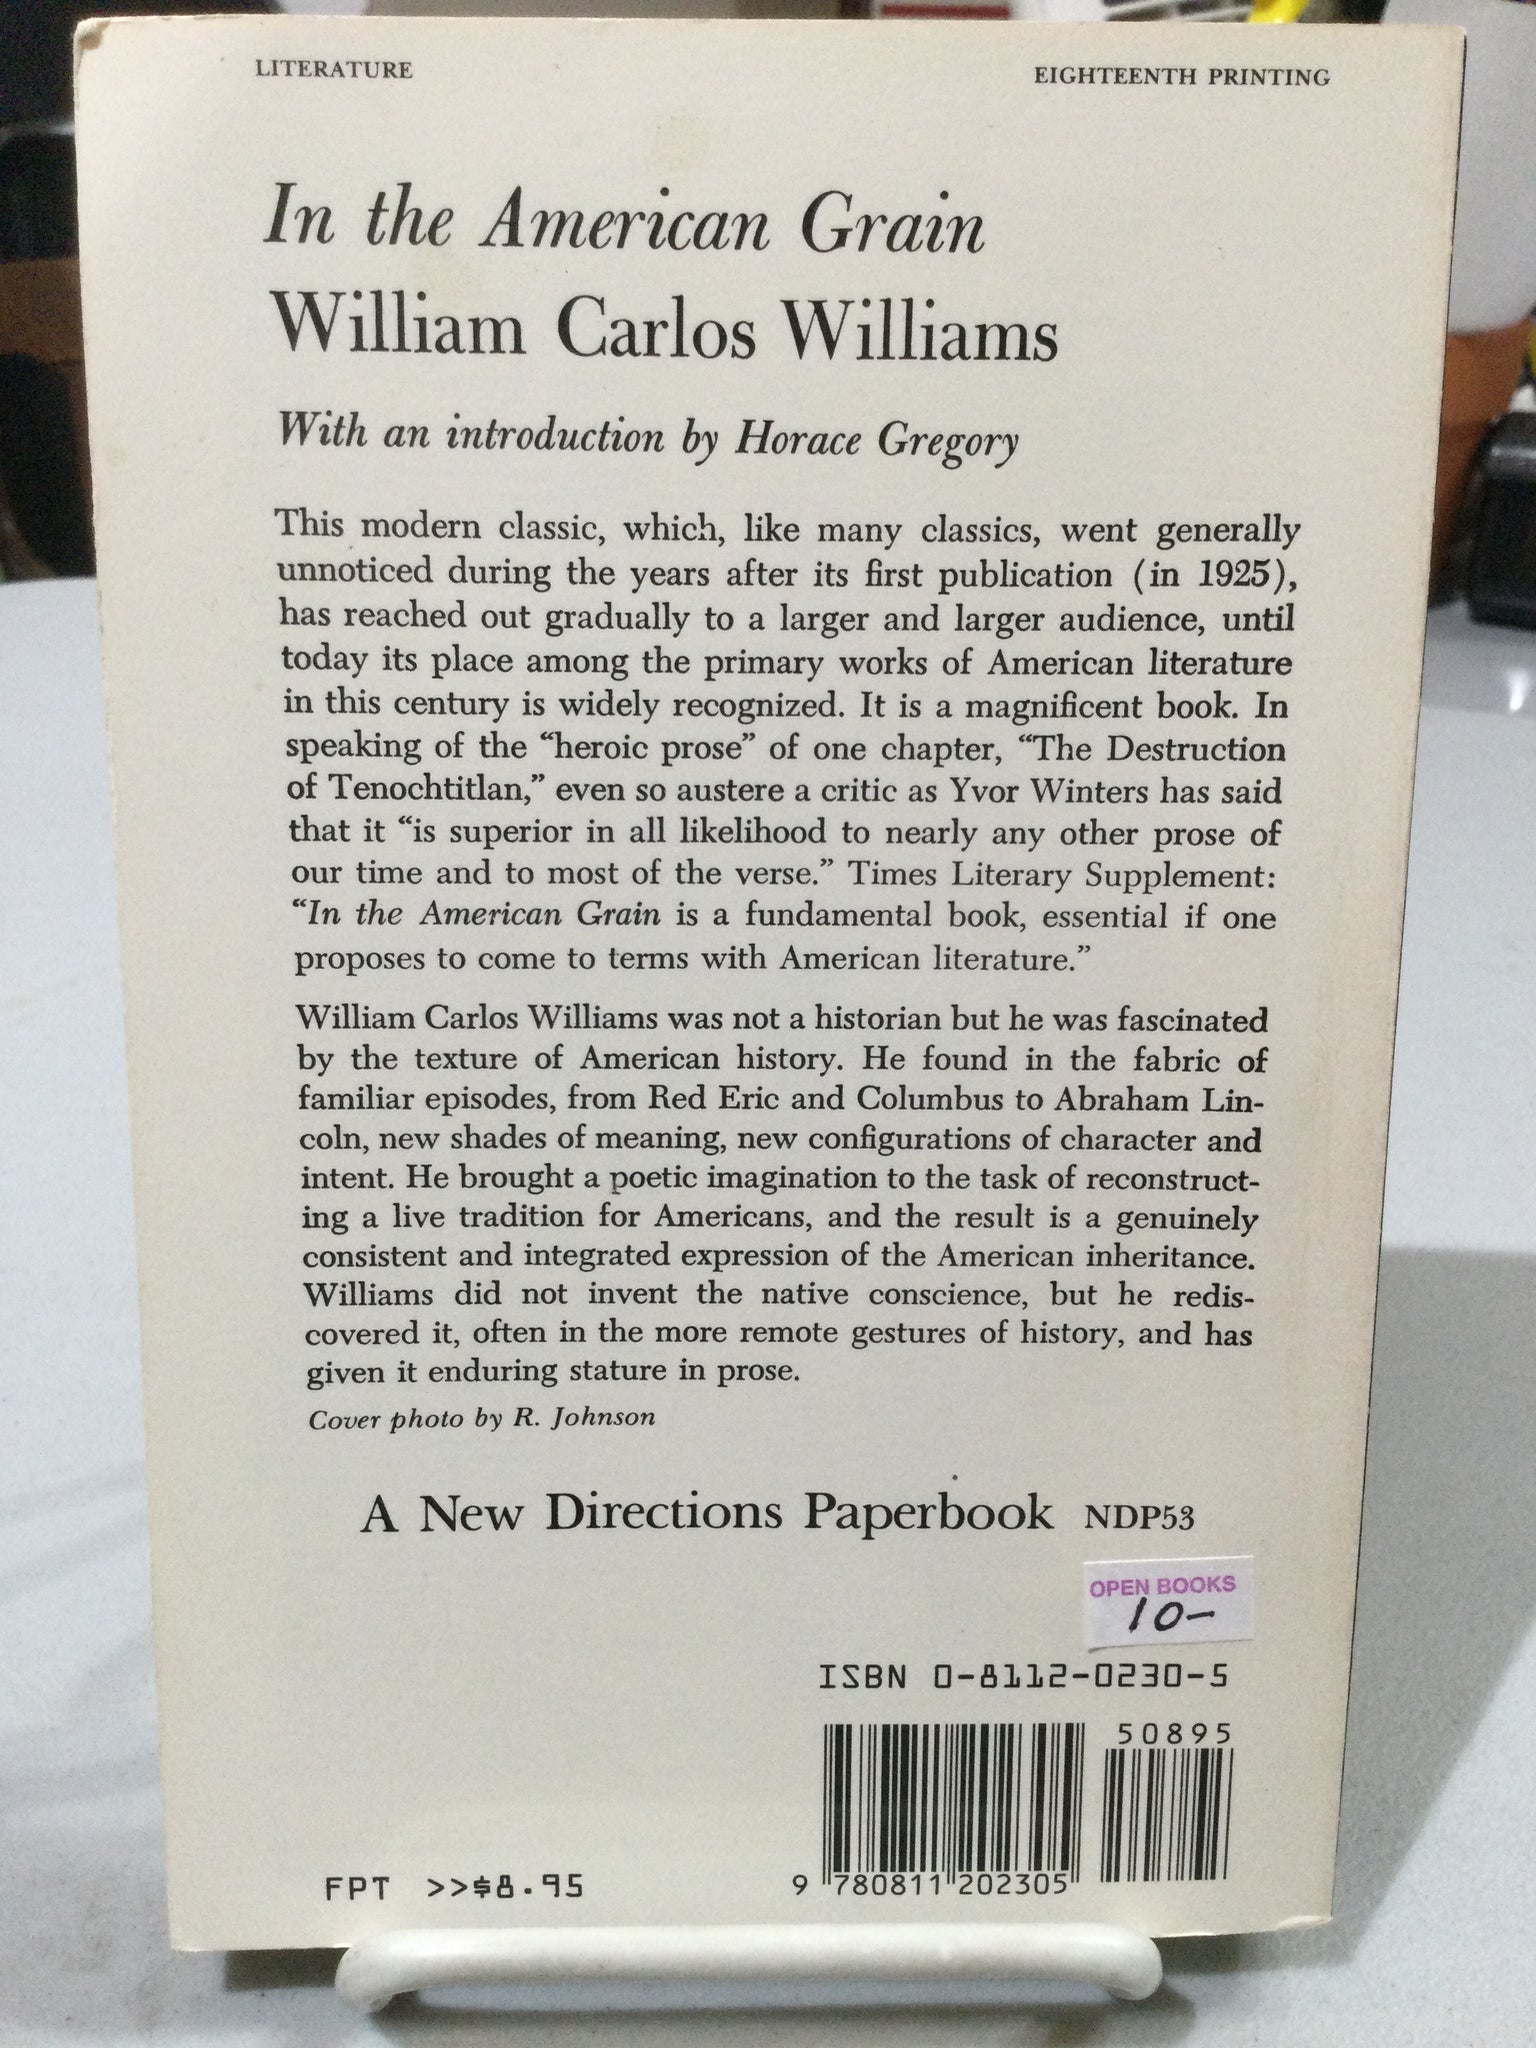 LITERATURE
EIGHTEENTH PRINTING
In the American Grain
William Carlos Williams
With an introduction by Horace Gregory
This modern classic, which, like many classics, went generally
unnoticed during the years after its first publication (in 1925),
has reached out gradually to a larger and larger audience, until
today its place among the primary works of American literature
in this century is widely recognized. It is a magnificent book. In
speaking of the “heroic prose” of one chapter, “The Destruction
of Tenochtitlan,” even so austere a critic as Yvor Winters has said
that it “is superior in all likelihood to nearly any other prose of
our time and to most of the verse.” Times Literary Supplement:
“In the American Grain is a fundamental book, essential if one
proposes to come to terms with American literature.”
William Carlos Williams was not a historian but he was fascinated
by the texture of American history. He found in the fabric of
familiar episodes, from Red Eric and Columbus to Abraham Lin-
coln, new shades of meaning, new configurations of character and
intent. He brought a poetic imagination to the task of reconstruct-
ing a live tradition for Americans, and the result is a genuinely
consistent and integrated expression of the American inheritance.
Williams did not invent the native conscience, but he redis-
covered it, often in the more remote gestures of history, and has
given it enduring stature in prose.
Cover photo by R. Johnson
A New Directions Paperbook NDP53
OPEN BOOKS
10-
ISBN 0-8112-0230-5
50895
FPT >>$8.95
9 780811 202305